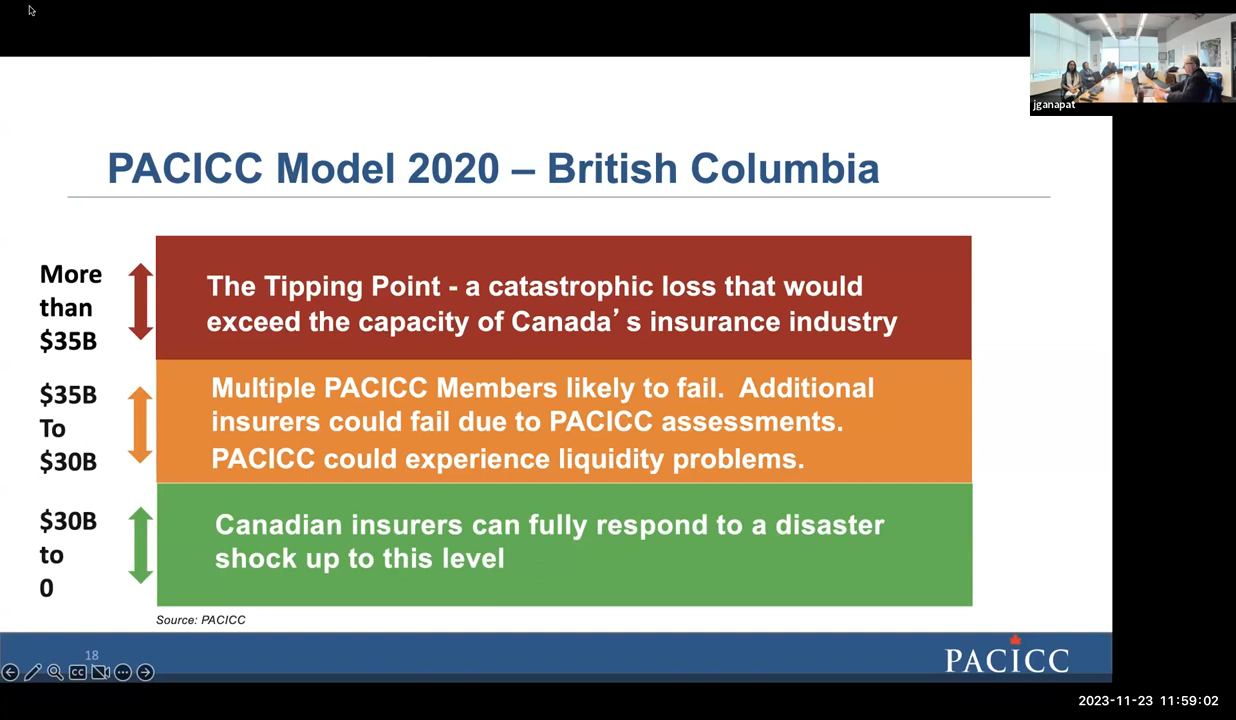 jganapat
PACICC Model 2020 – British Columbia
More
than
$35B
The Tipping Point - a catastrophic loss that would
exceed the capacity of Canada’ s insurance industry
$35B
To
$30B
Multiple PACICC Members likely to fail.  Additional
insurers could fail due to PACICC assessments.
PACICC could experience liquidity problems.
$30B
to
0
Canadian insurers can fully respond to a disaster
shock up to this level
Source: PACICC
18
CC
PACICC
2023-11-23 11:59:02